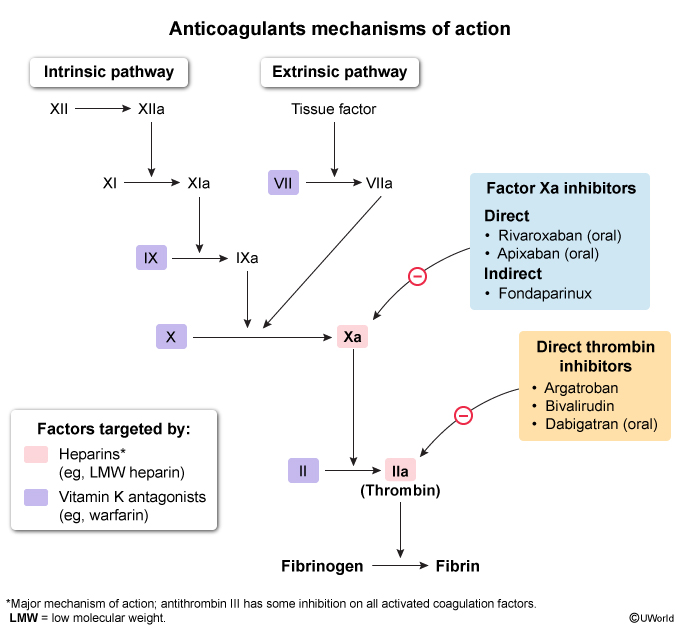 Anticoagulants mechanisms of action
Intrinsic pathway
Extrinsic pathway
XII
XIIa
Tissue factor
XI
XIa
VII
VIIa
Factor Xa inhibitors
Direct
• Rivaroxaban (oral)
• Apixaban (oral)
Indirect
• Fondaparinux
IX
IXa
X
Xa
Direct thrombin
inhibitors
• Argatroban
• Bivalirudin
• Dabigatran (oral)
Factors targeted by:
Heparins*
(eg, LMW heparin)
Vitamin K antagonists
(eg, warfarin)
II
IIa
(Thrombin)
Fibrinogen
Fibrin
*Major mechanism of action; antithrombin III has some inhibition on all activated coagulation factors.
LMW = low molecular weight.
©UWorld